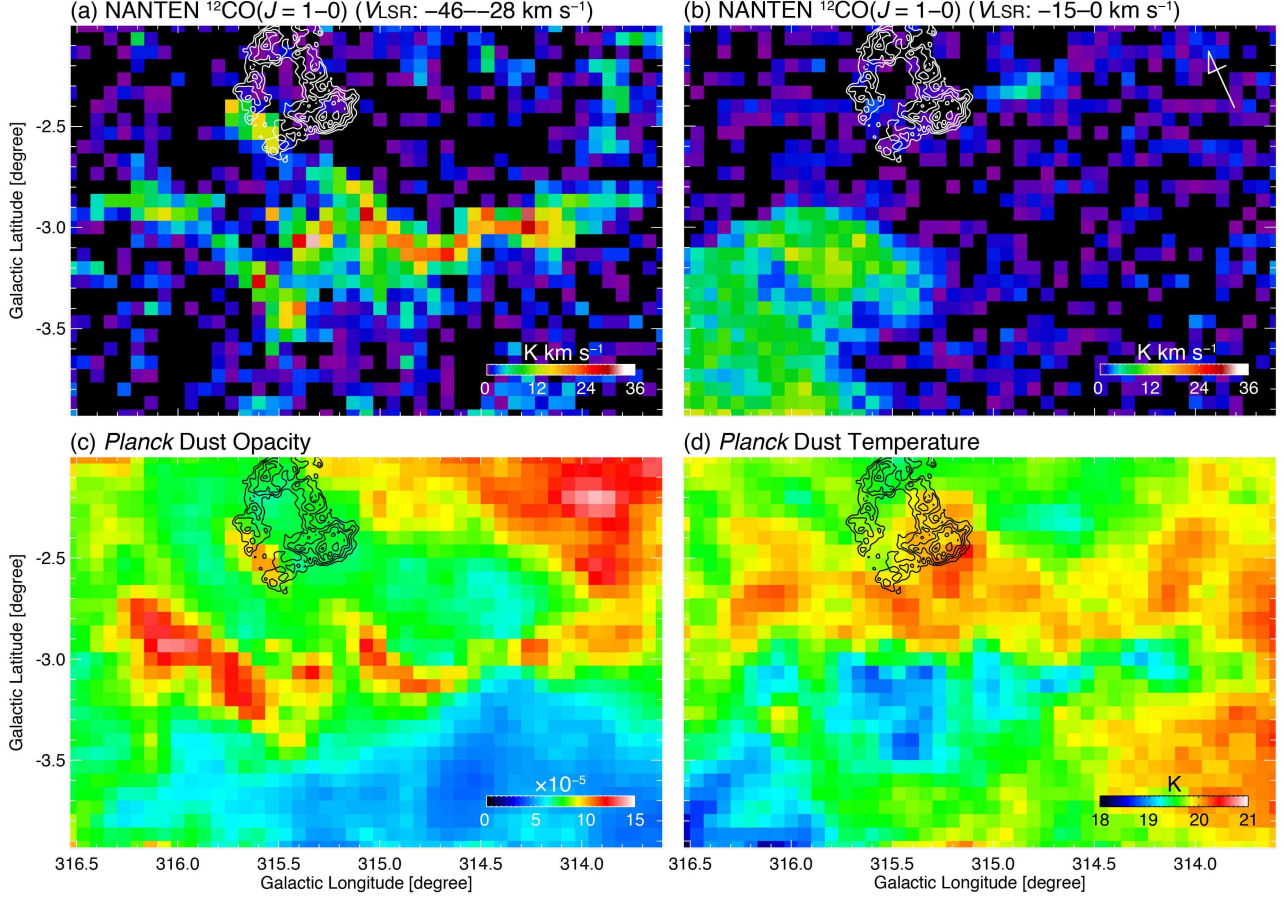 (a) NANTEN ¹²CO(J = 1–0) (VLSR: −46–−28 km s⁻¹)
(b) NANTEN ¹²CO(J = 1–0) (VLSR: −15–0 km s⁻¹)
Galactic Latitude [degree]
-2.5
-3.0
-3.5
K km s⁻¹
0 12 24 36
K km s⁻¹
0 12 24 36
(c) Planck Dust Opacity
(d) Planck Dust Temperature
Galactic Latitude [degree]
-2.5
-3.0
-3.5
×10⁻⁵
0 5 10 15
K
18 19 20 21
316.5 316.0 315.5 315.0 314.5 314.0
316.5 316.0 315.5 315.0 314.5 314.0
Galactic Longitude [degree]
Galactic Longitude [degree]